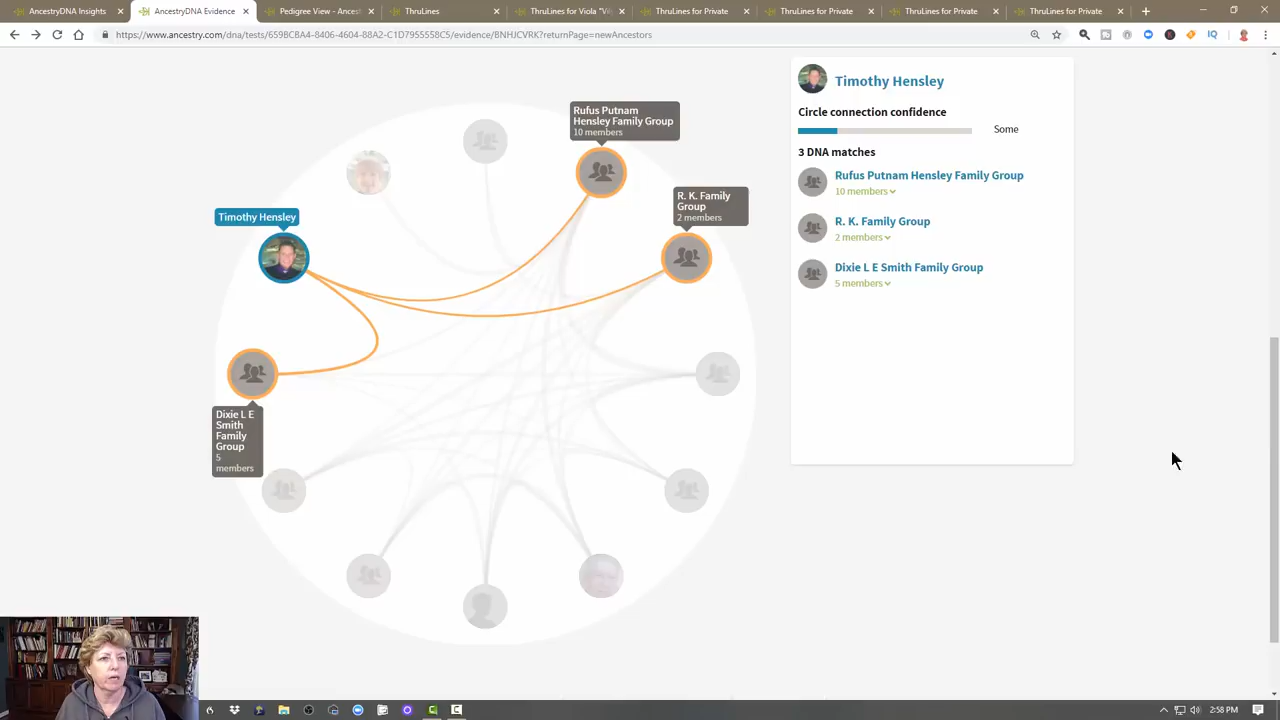 AncestryDNA Insights
AncestryDNA Evidence
Pedigree View - Ancest
ThruLines
ThruLines for Viola "Vi
ThruLines for Private
ThruLines for Private
ThruLines for Private
ThruLines for Private
https://www.ancestry.com/dna/tests/659BCBA4-8406-4604-88A2-C1D7955558C5/evidence/BNHJCVRK?returnPage=newAncestors
Rufus Putnam
Hensley Family Group
10 members
R. K. Family
Group
2 members
Timothy Hensley
Dixie L E
Smith
Family
Group
5
members
Timothy Hensley
Circle connection confidence
Some
3 DNA matches
Rufus Putnam Hensley Family Group
10 members
R. K. Family Group
2 members
Dixie L E Smith Family Group
5 members
2:58 PM